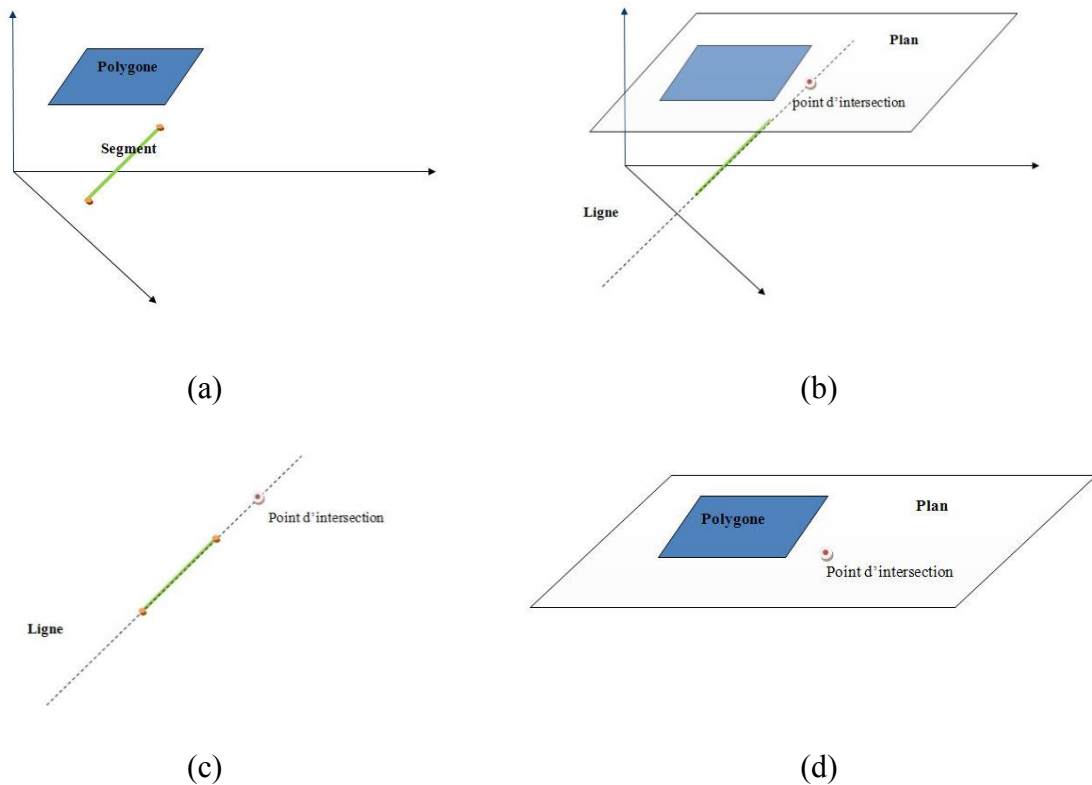 Polygone
Segment
(a)
Plan
point d'intersection
Ligne
(b)
Point d'intersection
Ligne
(c)
Polygone
Plan
Point d'intersection
(d)